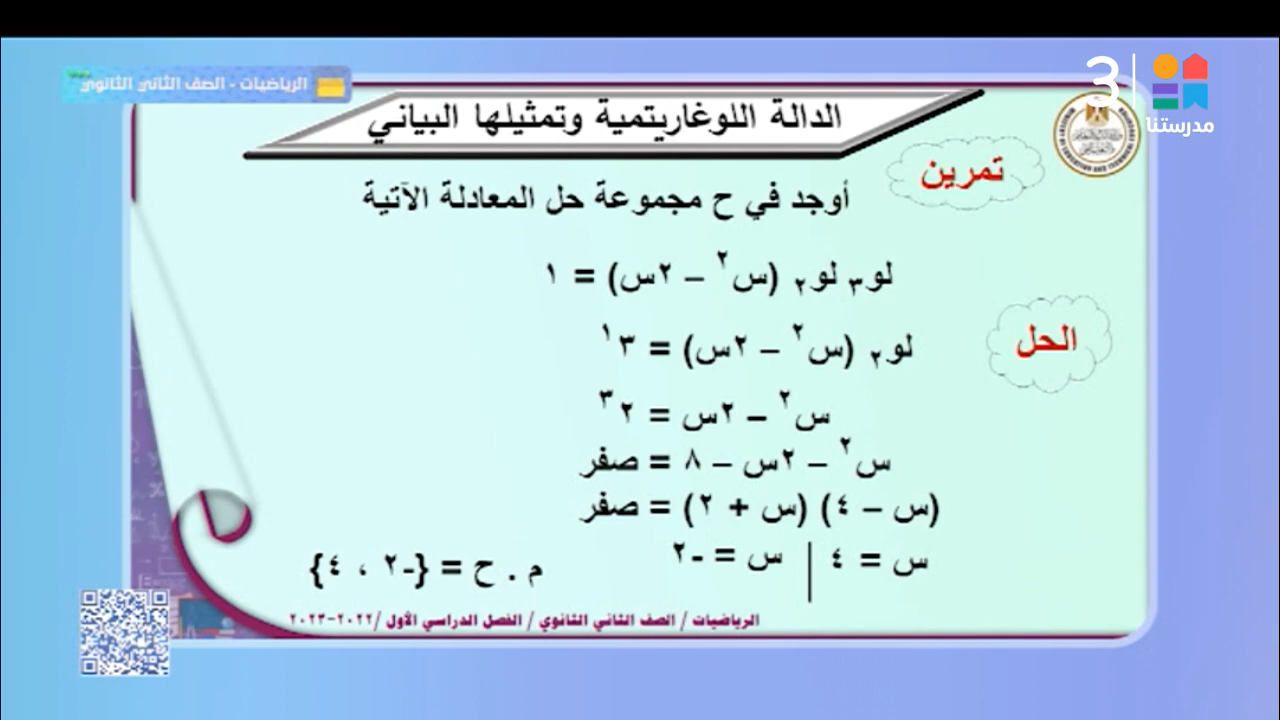 3
مدرستنا
الرياضيات - الصف الثاني الثانوي
الدالة اللوغاريتمية وتمثيلها البياني
تمرين
أوجد في ح مجموعة حل المعادلة الآتية
لو٣ لو٢ (س٢ – ٢س) = ١
الحل
لو٢ (س٢ – ٢س) = ٣١
س٢ – ٢س = ٢٣
س٢ – ٢س – ٨ = صفر
(س – ٤) (س + ٢) = صفر
س = ٤ | س = -٢
م . ح = {-٢ ، ٤}
الرياضيات / الصف الثاني الثانوي / الفصل الدراسي الأول /٢٠٢٢-٢٠٢٣